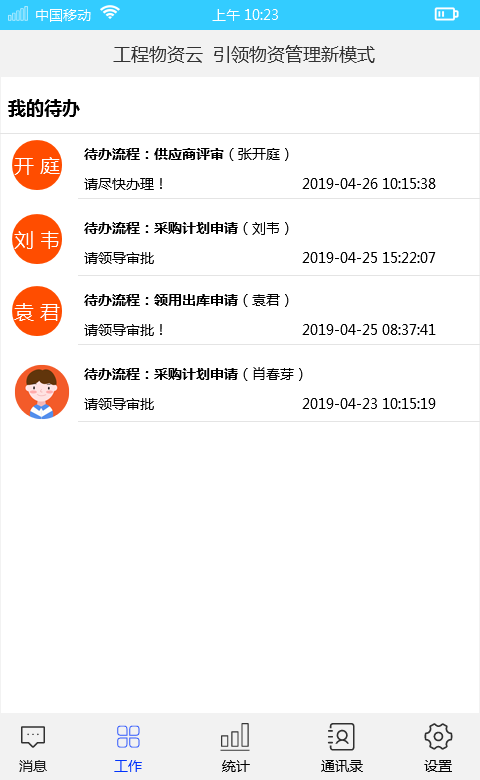 中国移动 上午 10:23
工程物资云 引领物资管理新模式
我的待办
开 庭
待办流程：供应商评审（张开庭）
请尽快办理！ 2019-04-26 10:15:38
刘 韦
待办流程：采购计划申请（刘韦）
请领导审批 2019-04-25 15:22:07
袁 君
待办流程：领用出库申请（袁君）
请领导审批！ 2019-04-25 08:37:41
待办流程：采购计划申请（肖春芽）
请领导审批 2019-04-23 10:15:19
消息 工作 统计 通讯录 设置